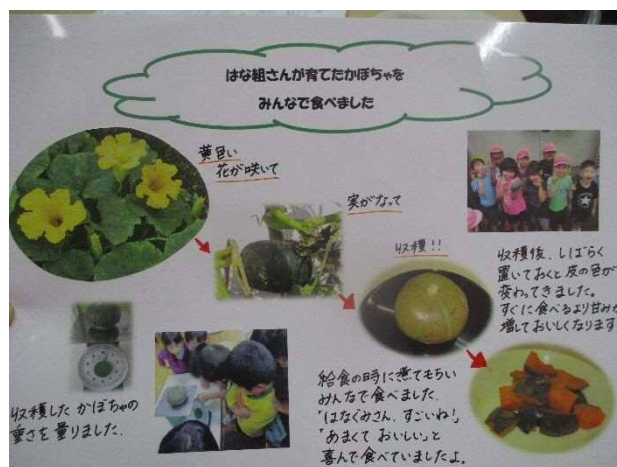 はな組さんが育てたかぼちゃを
みんなで食べました
黄色い
花が咲いて
実がなって
収穫!!
収穫後、しばらく
置いておくと皮の色が
変わってきました。
すぐに食べるより甘みが
増しておいしくなります
収穫したかぼちゃの
重さを量りました.
給食の時に煮てもらい
みんなで食べました.
「はなぐみさん、すごいね!」
「あまくて おいしい」と
喜んで食べていましたよ.